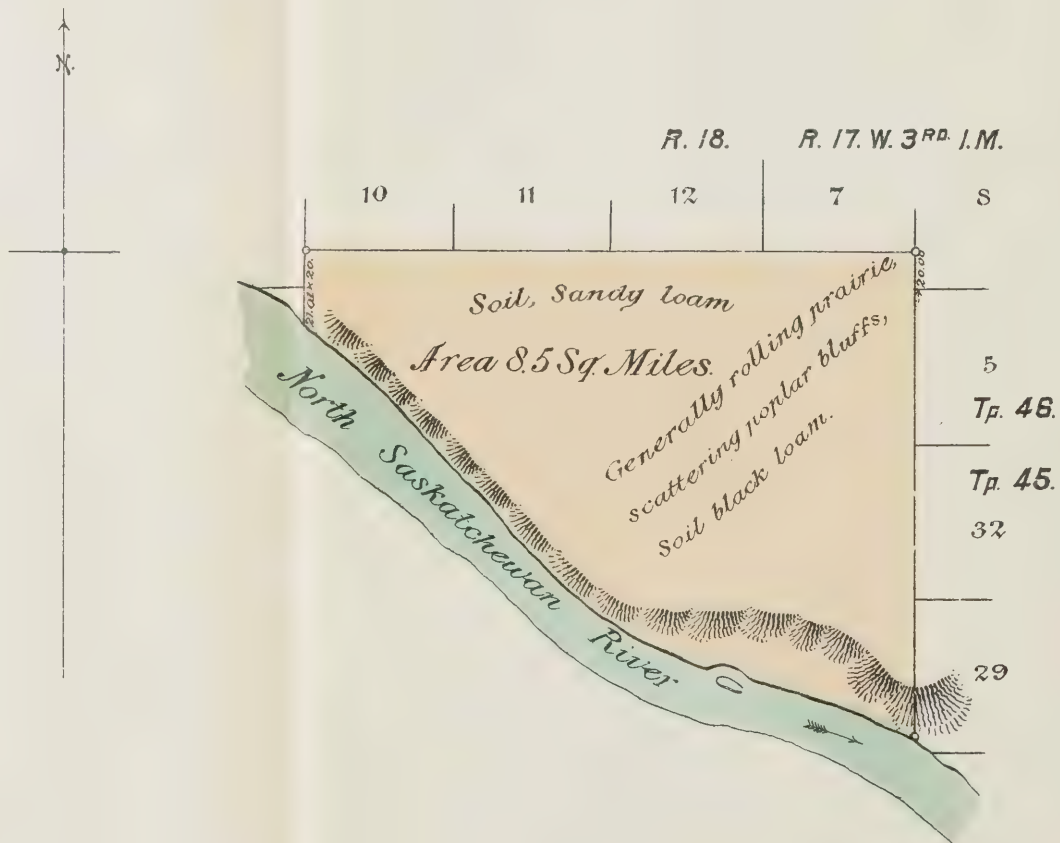 N.
R. 18. R. 17. W. 3RD. I.M.
10 11 12 7 8
Soil, Sandy loam
Area 8.5 Sq. Miles.
Generally rolling prairie,
scattering poplar bluffs,
Soil black loam.
5
Tp. 46.
Tp. 45.
32
29
North Saskatchewan River